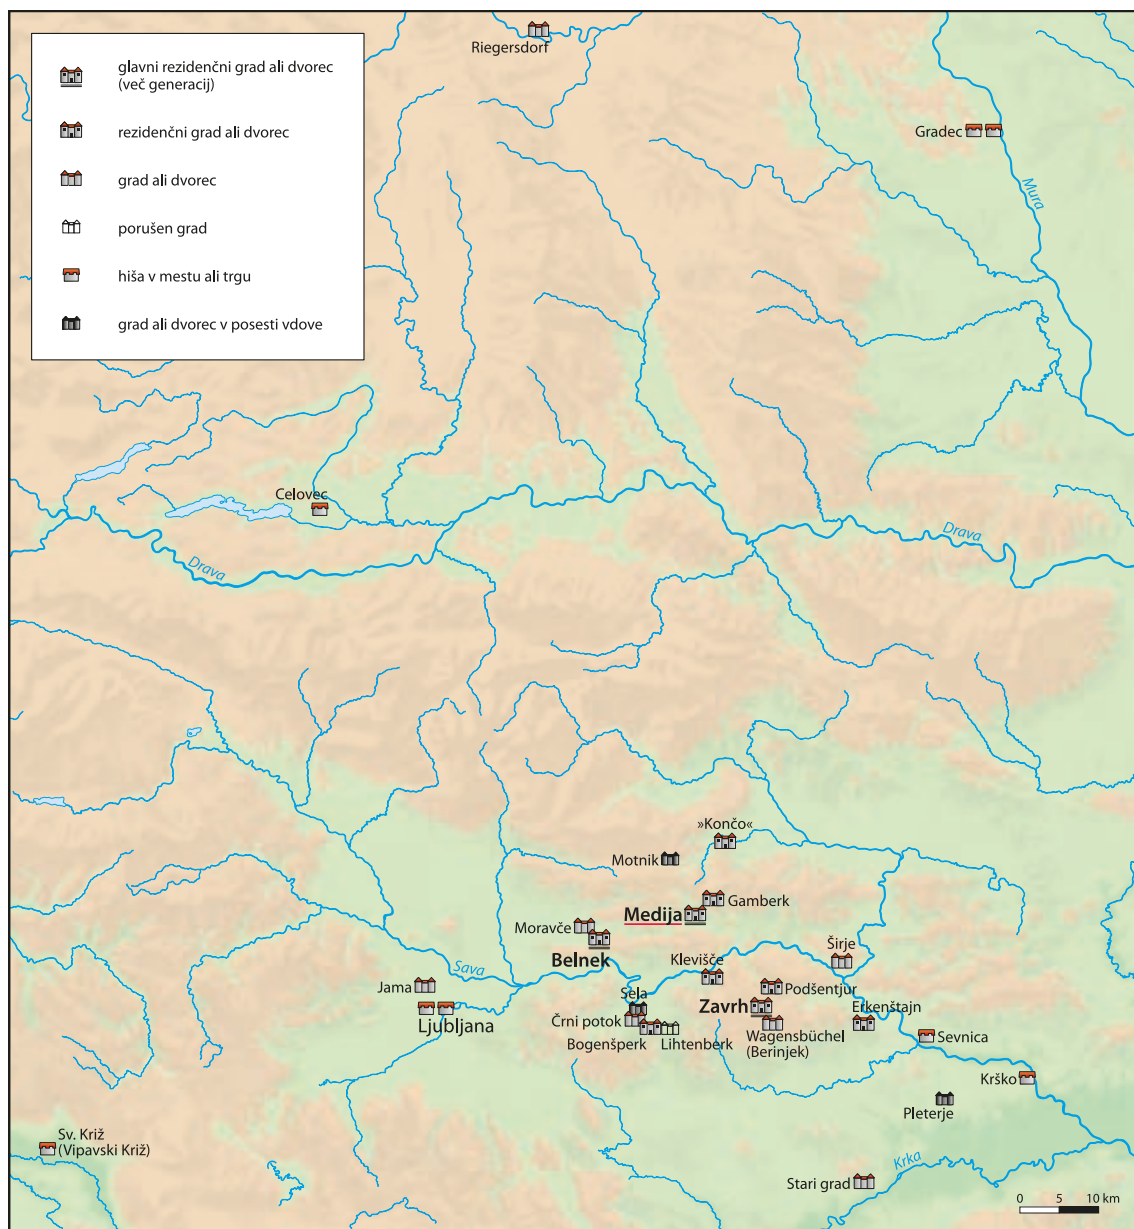 glavni rezidenčni grad ali dvorec
(več generacij)
rezidenčni grad ali dvorec
grad ali dvorec
porušen grad
hiša v mestu ali trgu
grad ali dvorec v posesti vdove
Riegersdorf
Gradec
Mura
Celovec
Drava
Drava
»Končo«
Motnik
Gamberk
Medija
Moravče
Belnek
Širje
Klevišče
Sava
Jama
Podšentjur
Sela
Zavrh
Erkenštajn
Ljubljana
Črni potok
Wagensbüchel
(Berinjek)
Bogenšperk
Lihtenberk
Sevnica
Krško
Pleterje
Sv. Križ
(Vipavski Križ)
Krka
Stari grad
0 5 10 km